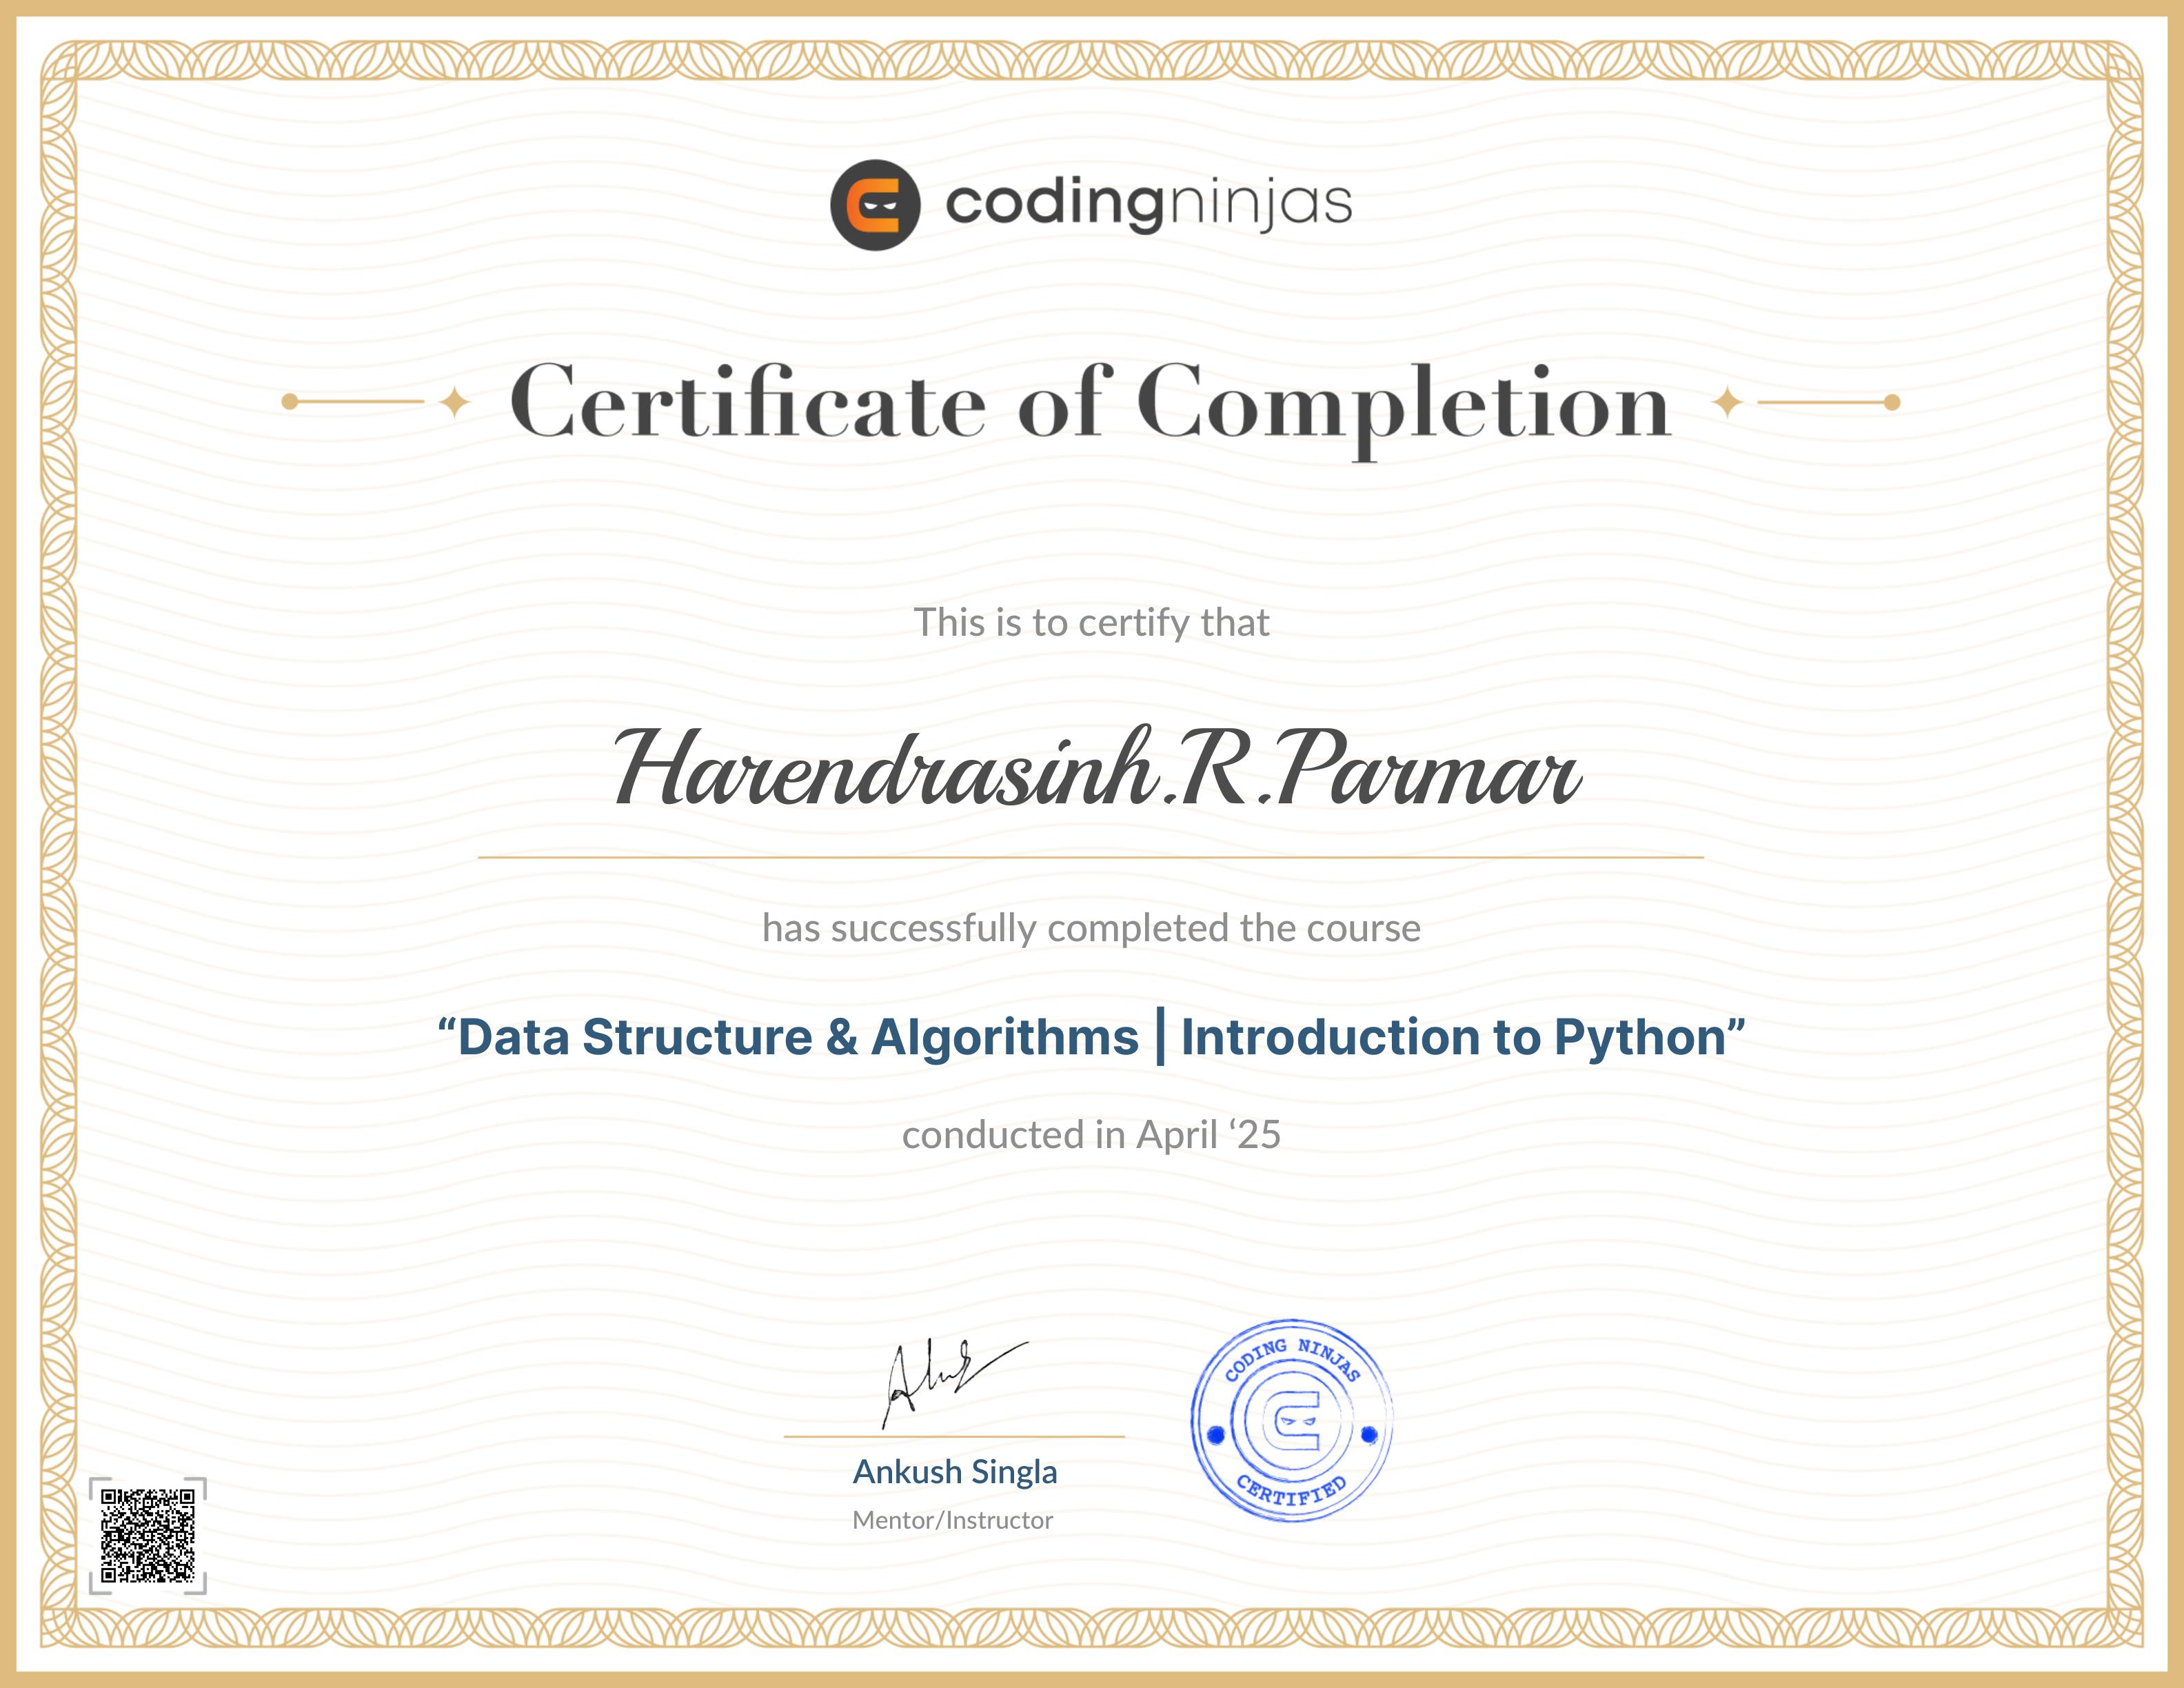 codingninjas
Certificate of Completion
This is to certify that
Harendrasinh.R.Parmar
has successfully completed the course
“Data Structure & Algorithms | Introduction to Python”
conducted in April ‘25
Ankush Singla
Mentor/Instructor
CODING NINJAS
CERTIFIED